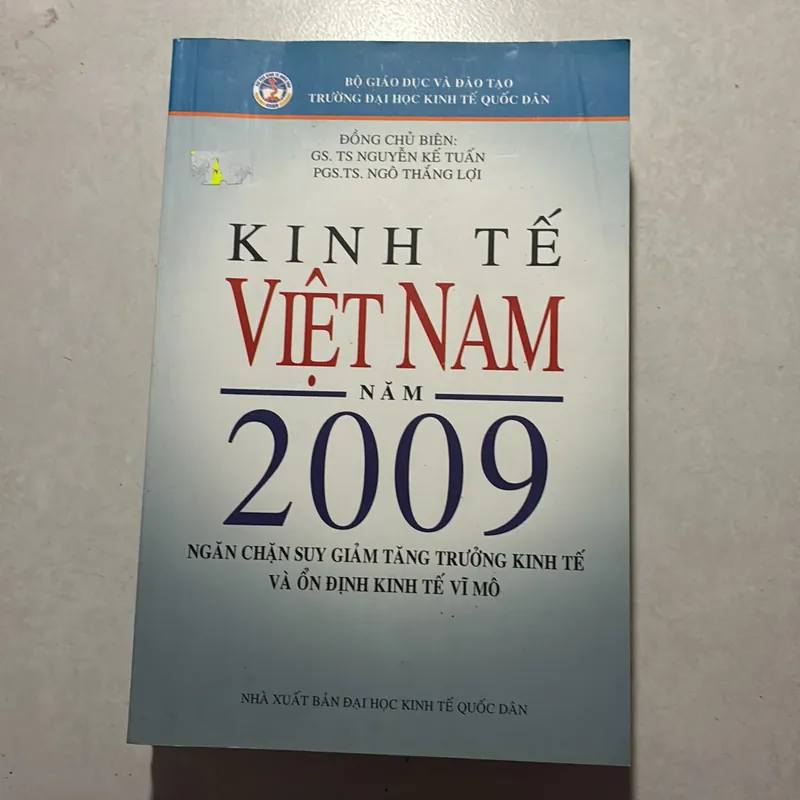 BỘ GIÁO DỤC VÀ ĐÀO TẠO
TRƯỜNG ĐẠI HỌC KINH TẾ QUỐC DÂN
ĐỒNG CHỦ BIÊN:
GS. TS NGUYỄN KẾ TUẤN
PGS.TS. NGÔ THẮNG LỢI
KINH TẾ
VIỆT NAM
NĂM
2009
NGĂN CHẶN SUY GIẢM TĂNG TRƯỞNG KINH TẾ
VÀ ỔN ĐỊNH KINH TẾ VĨ MÔ
NHÀ XUẤT BẢN ĐẠI HỌC KINH TẾ QUỐC DÂN